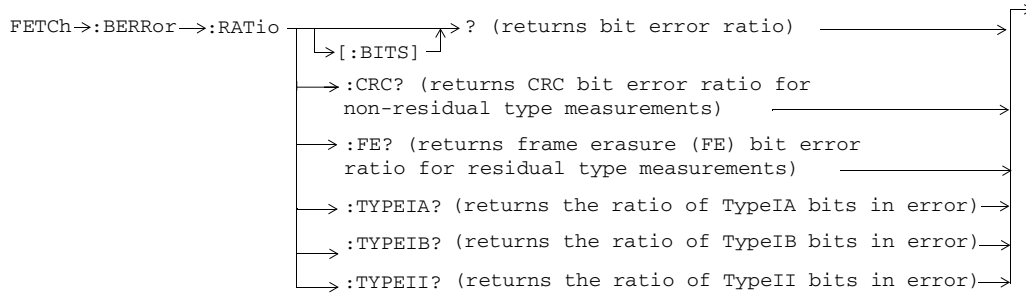 FETCh :BERRor :RATio ? (returns bit error ratio)
[:BITS]
:CRC? (returns CRC bit error ratio for
non-residual type measurements)
:FE? (returns frame erasure (FE) bit error
ratio for residual type measurements)
:TYPEIA? (returns the ratio of TypeIA bits in error)
:TYPEIB? (returns the ratio of TypeIB bits in error)
:TYPEII? (returns the ratio of TypeII bits in error)